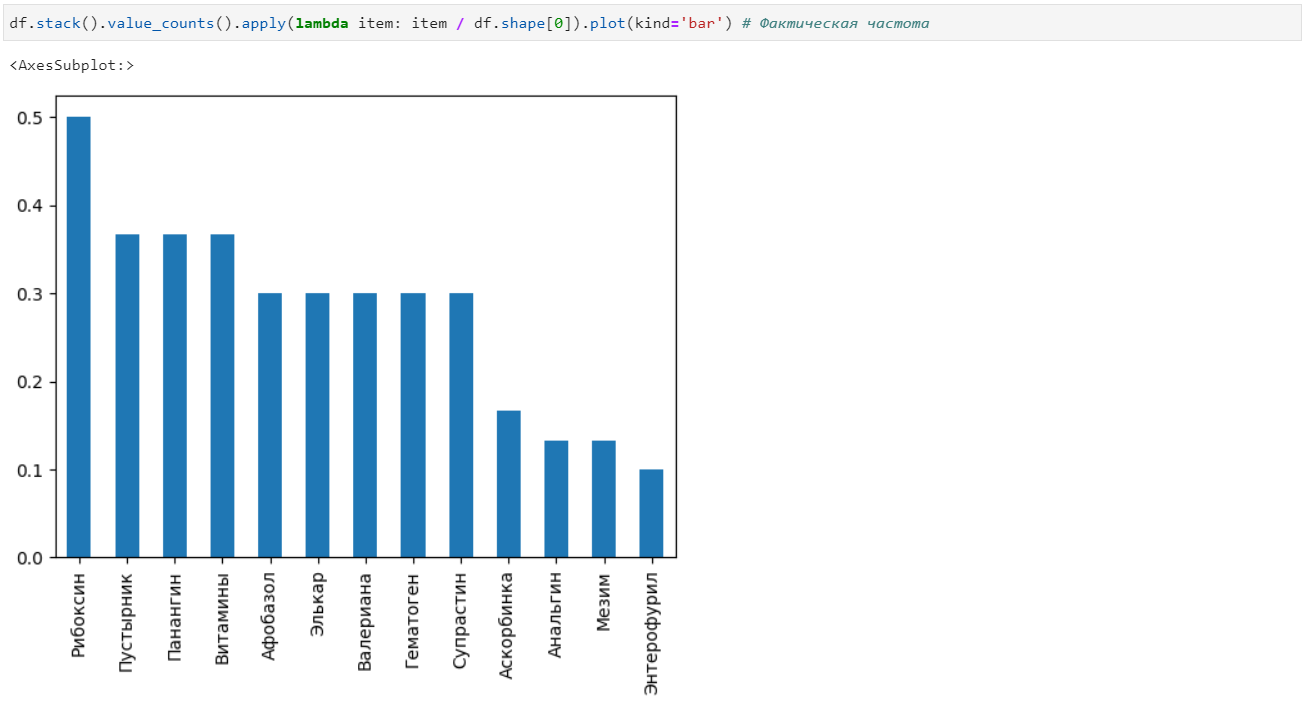 df.stack().value_counts().apply(lambda item: item / df.shape[0]).plot(kind='bar') # Фактическая частота
<AxesSubplot:>
0.5
0.4
0.3
0.2
0.1
0.0
Рибоксин
Пустырник
Панангин
Витамины
Афобазол
Элькар
Валериана
Гематоген
Супрастин
Аскорбинка
Анальгин
Мезим
Энтерофурил